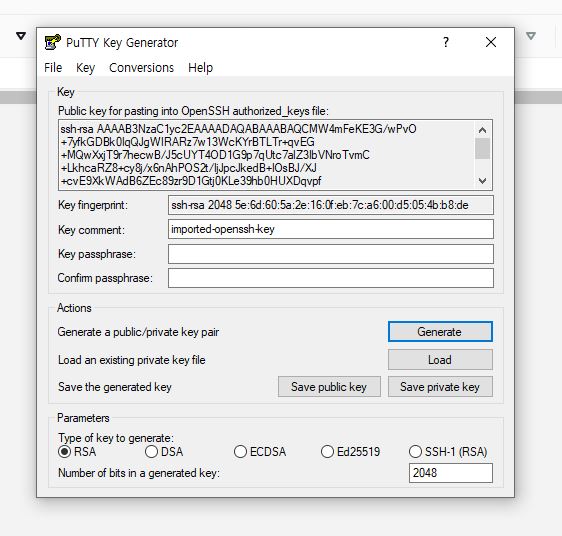 PuTTY Key Generator
File Key Conversions Help
Key
Public key for pasting into OpenSSH authorized_keys file:
ssh-rsa AAAAB3NzaC1yc2EAAAADAQABAAABAQCMW4mFeKE3G/wPvO
+7yfkGDBk0lqQJgWIRARz7w13WcKYrBTLTr+qvEG
+MQwXxjT9r7hecwB/J5cUYT4OD1G9p7qUtc7alZ3lbVNroTvmC
+LkhcaRZ8+cy8j/x6nAhPOS2t/ljJpcJkedB+lOsBJ/XJ
+cvE9XkWAdB6ZEc89zr9D1Gtj0KLe39hb0HUXDqvpf
Key fingerprint: ssh-rsa 2048 5e:6d:60:5a:2e:16:0f:eb:7c:a6:00:d5:05:4b:b8:de
Key comment: imported-openssh-key
Key passphrase:
Confirm passphrase:
Actions
Generate a public/private key pair Generate
Load an existing private key file Load
Save the generated key Save public key Save private key
Parameters
Type of key to generate:
RSA DSA ECDSA Ed25519 SSH-1 (RSA)
Number of bits in a generated key: 2048